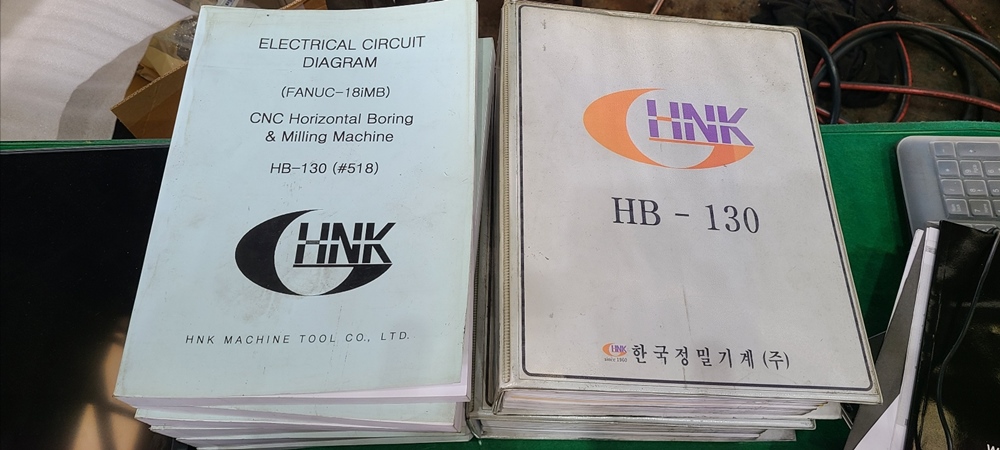 ELECTRICAL CIRCUIT
DIAGRAM
(FANUC-18iMB)
CNC Horizontal Boring
& Milling Machine
HB-130 (#518)
HNK
HNK MACHINE TOOL CO., LTD.
HNK
HB - 130
HNK
한국정밀기계(주)